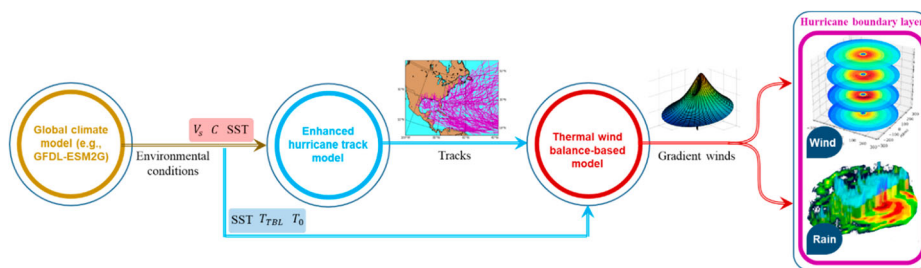 Hurricane boundary layer
Global climate
model (e.g.,
GFDL-ESM2G)
Vs C SST
Environmental
conditions
SST T_TBL T_0
Enhanced
hurricane track
model
Tracks
Thermal wind
balance-based
model
Gradient winds
Wind
Rain